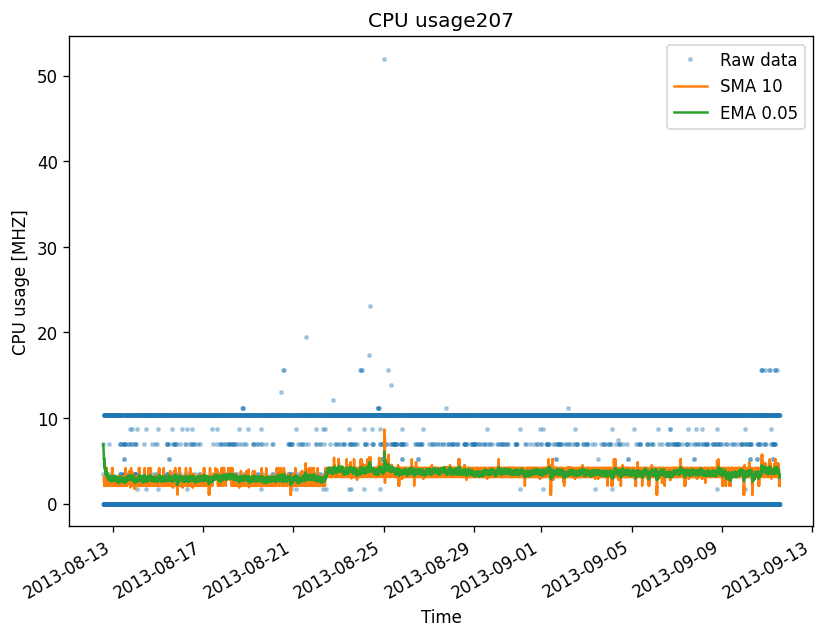 CPU usage207
Raw data
SMA 10
EMA 0.05
CPU usage [MHZ]
50
40
30
20
10
0
2013-08-13
2013-08-17
2013-08-21
2013-08-25
2013-08-29
2013-09-01
2013-09-05
2013-09-09
2013-09-13
Time